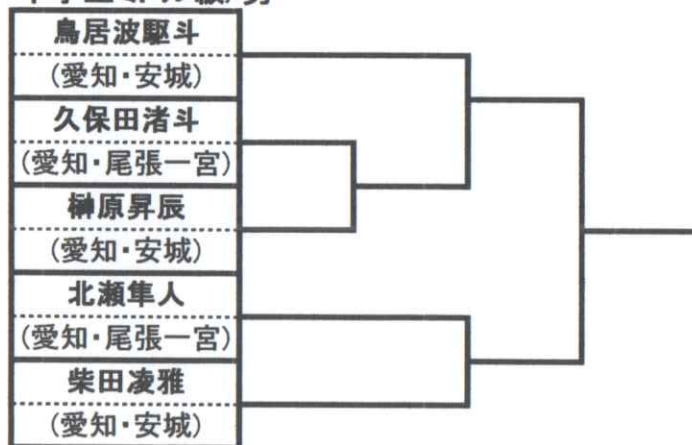 鳥居波駆斗
(愛知・安城)
久保田渚斗
(愛知・尾張一宮)
榊原昇辰
(愛知・安城)
北瀬隼人
(愛知・尾張一宮)
柴田凌雅
(愛知・安城)